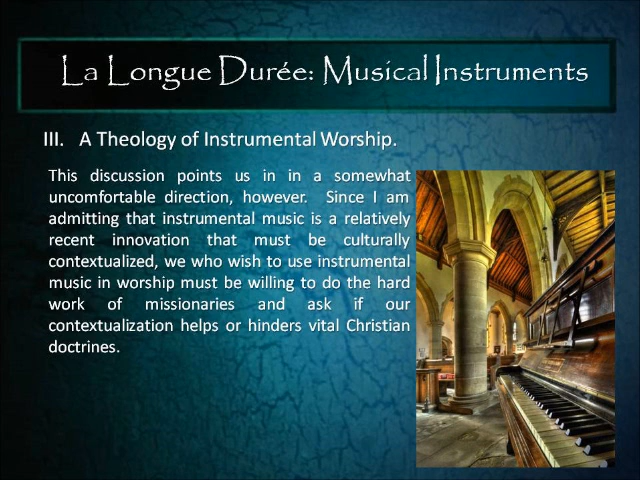 La Longue Durée: Musical Instruments
III. A Theology of Instrumental Worship.
This discussion points us in in a somewhat
uncomfortable direction, however. Since I am
admitting that instrumental music is a relatively
recent innovation that must be culturally
contextualized, we who wish to use instrumental
music in worship must be willing to do the hard
work of missionaries and ask if our
contextualization helps or hinders vital Christian
doctrines.